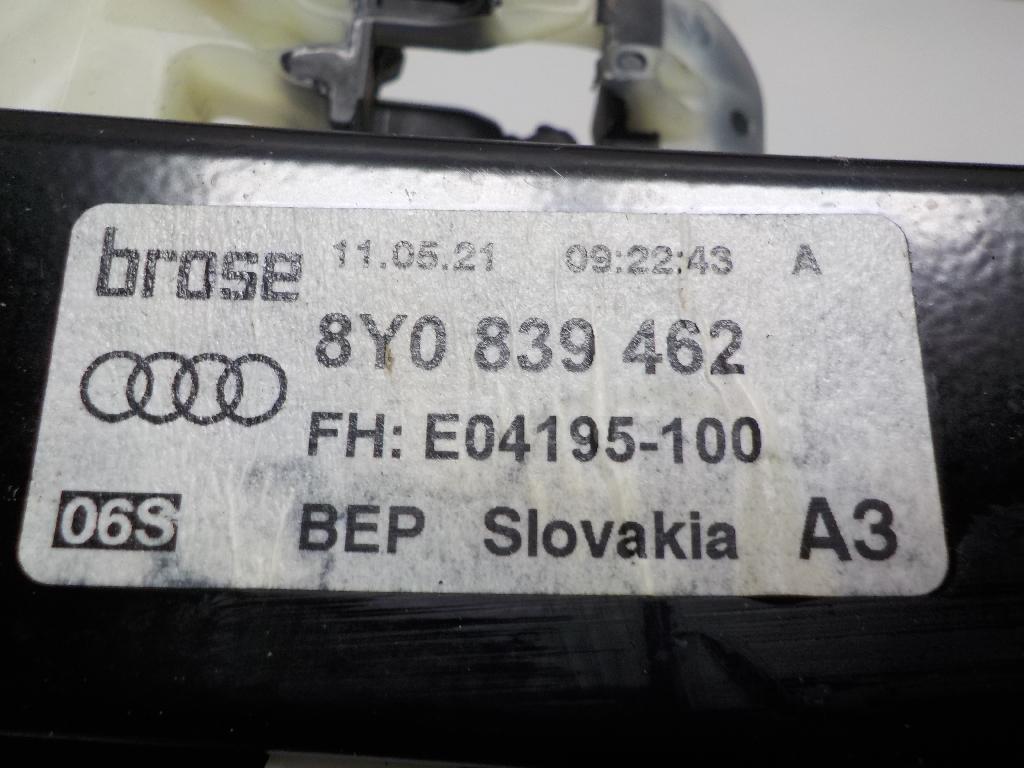 brose 11.05.21 09:22:43 A
8Y0 839 462
FH: E04195-100
06S BEP Slovakia A3